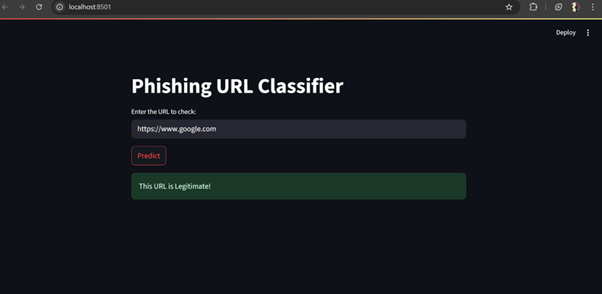 localhost:8501
Deploy
Phishing URL Classifier
Enter the URL to check:
https://www.google.com
Predict
This URL is Legitimate!